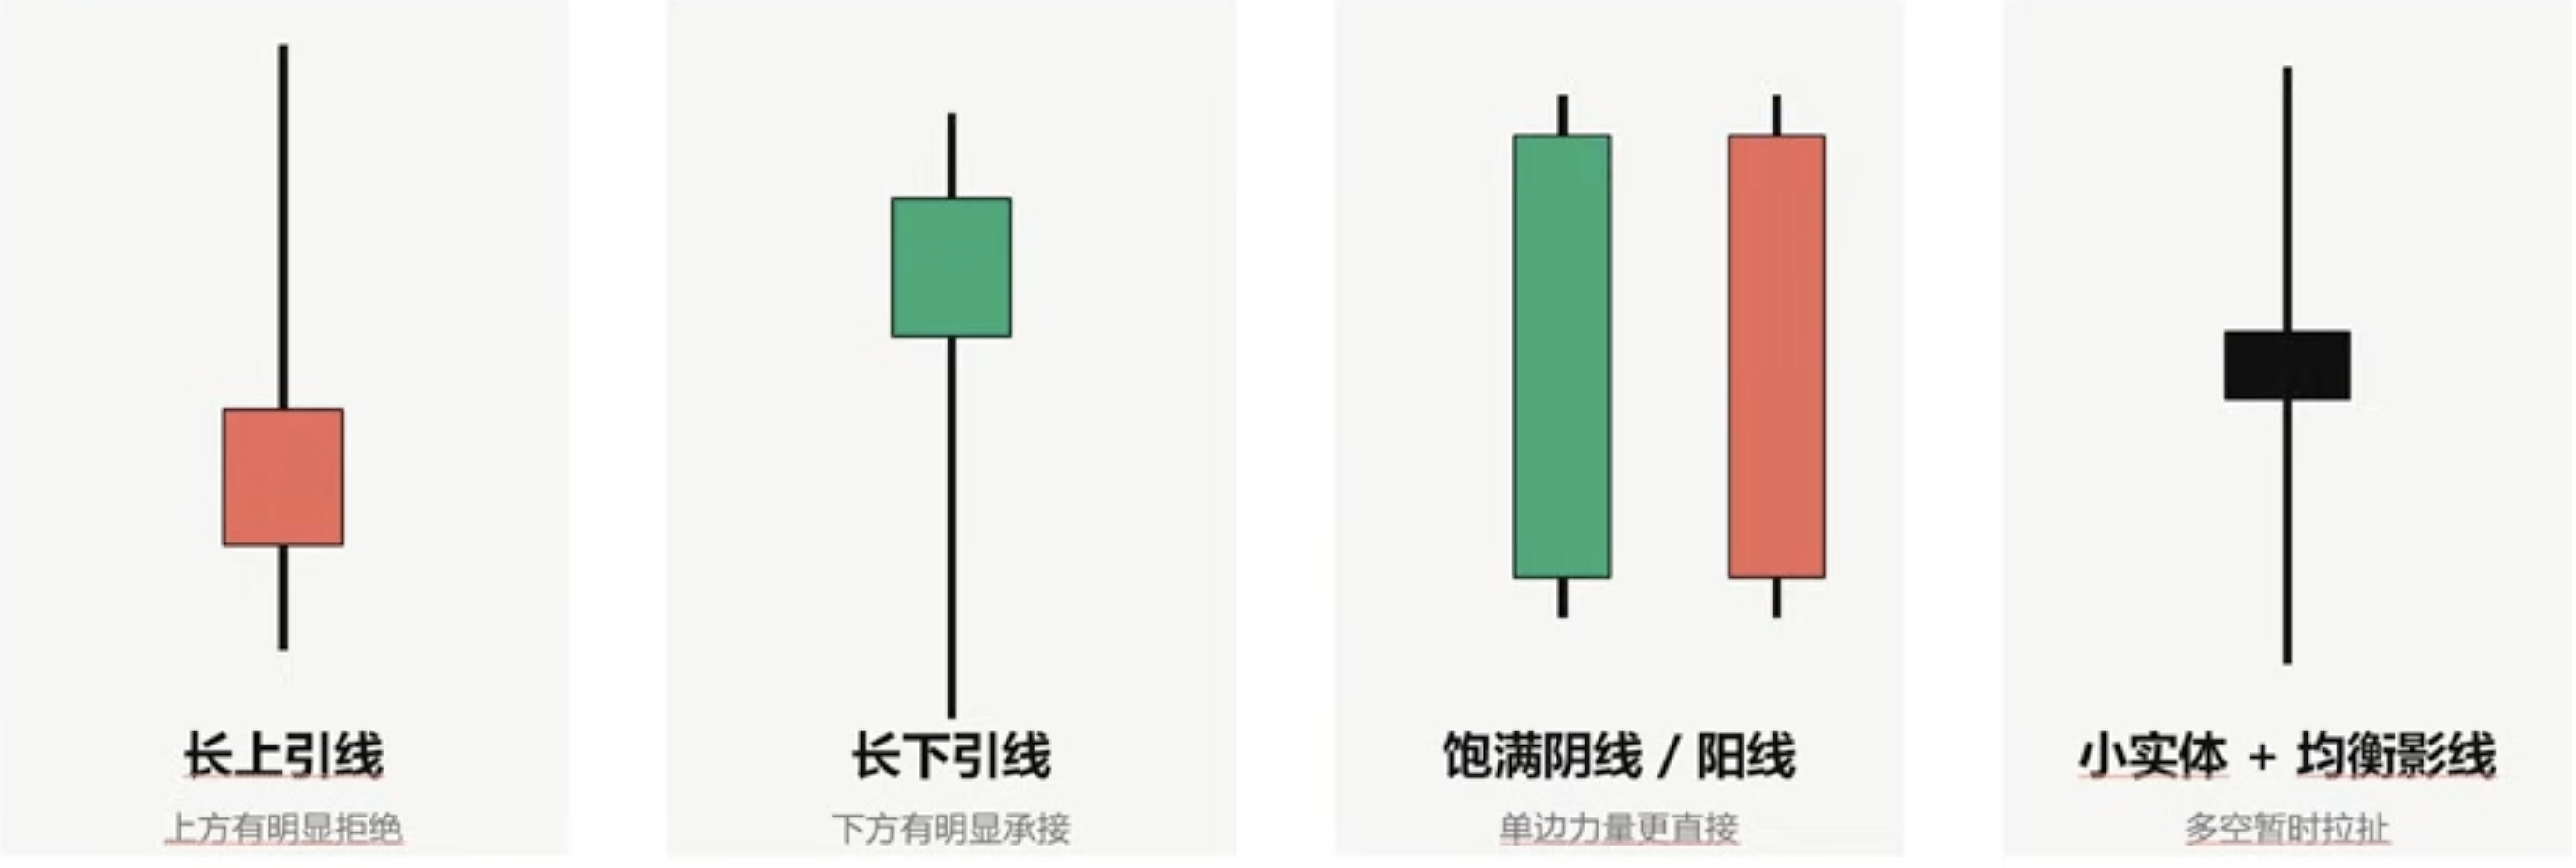 长上引线
上方有明显拒绝
长下引线
下方有明显承接
饱满阴线 / 阳线
单边力量更直接
小实体 + 均衡影线
多空暂时拉扯